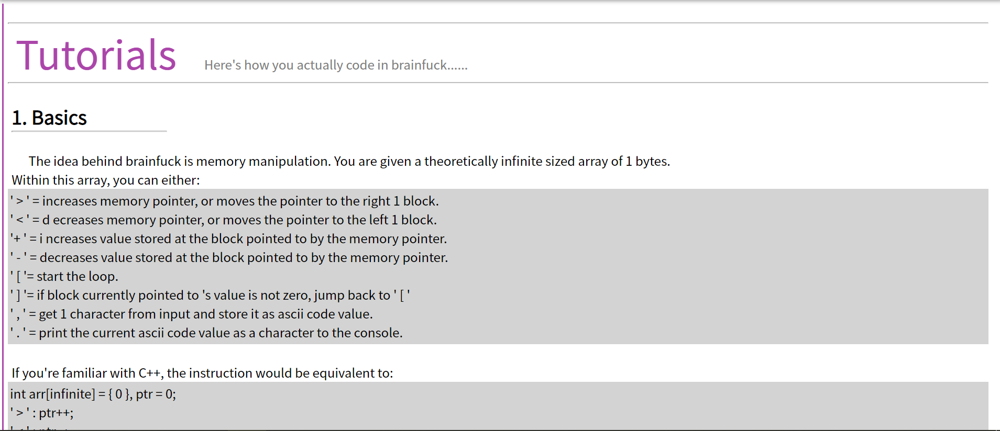 Tutorials Here's how you actually code in brainfuck......
1. Basics
The idea behind brainfuck is memory manipulation. You are given a theoretically infinite sized array of 1 bytes.
Within this array, you can either:
' > ' = increases memory pointer, or moves the pointer to the right 1 block.
' < ' = d ecreases memory pointer, or moves the pointer to the left 1 block.
'+ ' = i ncreases value stored at the block pointed to by the memory pointer.
' - ' = decreases value stored at the block pointed to by the memory pointer.
' [ '= start the loop.
' ] '= if block currently pointed to 's value is not zero, jump back to ' [ '
' , ' = get 1 character from input and store it as ascii code value.
' . ' = print the current ascii code value as a character to the console.
If you're familiar with C++, the instruction would be equivalent to:
int arr[infinite] = { 0 }, ptr = 0;
' > ' : ptr++;